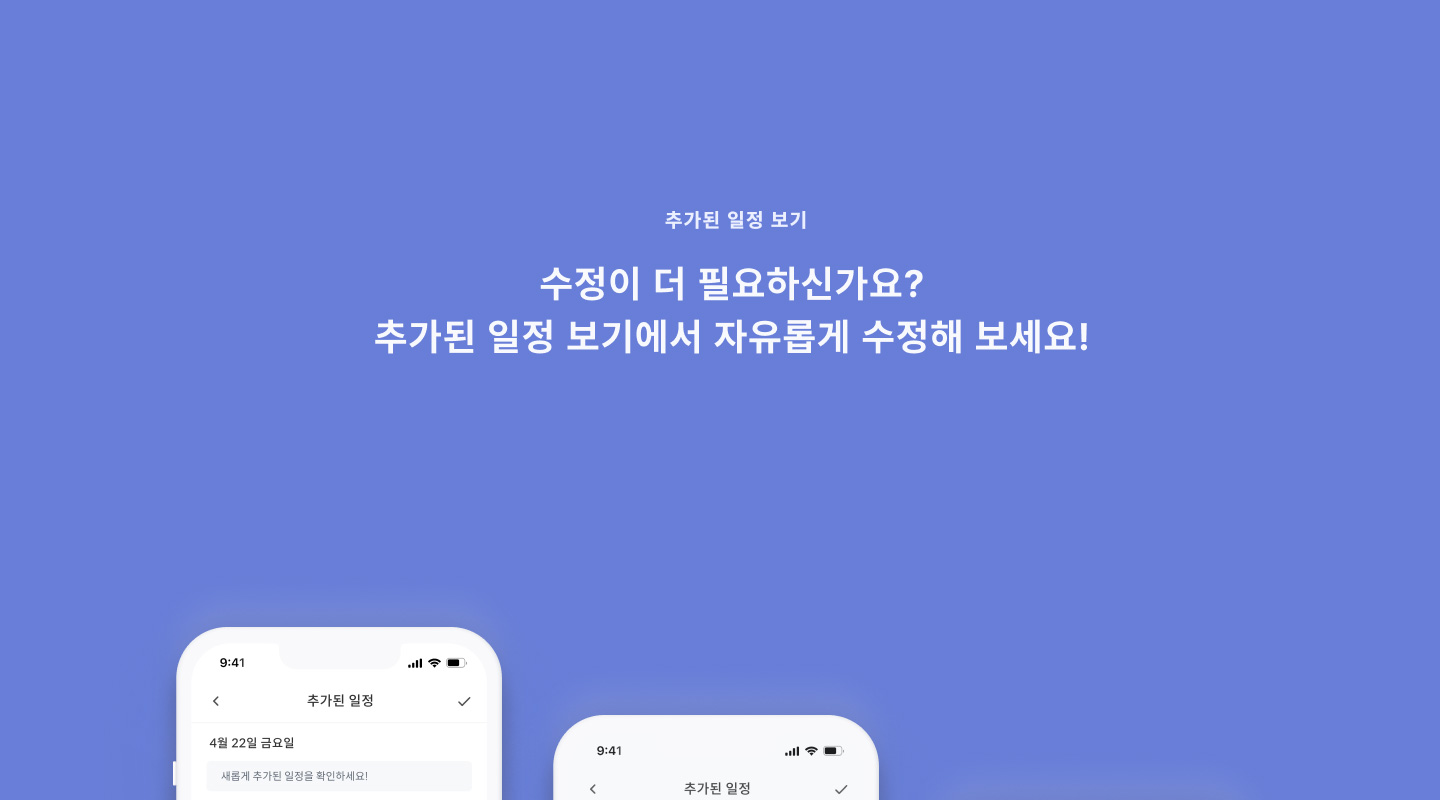 추가된 일정 보기
수정이 더 필요하신가요?
추가된 일정 보기에서 자유롭게 수정해 보세요!
9:41
추가된 일정
4월 22일 금요일
새롭게 추가된 일정을 확인하세요!
9:41
추가된 일정